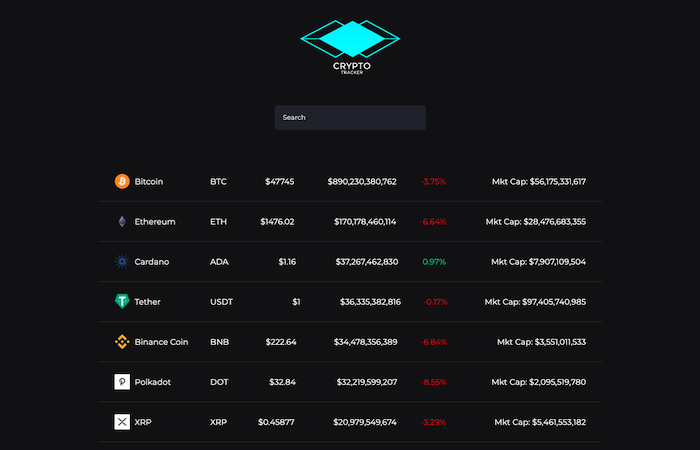 CRYPTO
TRACKER
Search
Bitcoin BTC $47745 $890,230,380,762 -3.75% Mkt Cap: $56,175,331,617
Ethereum ETH $1476.02 $170,178,460,114 -6.64% Mkt Cap: $28,476,683,355
Cardano ADA $1.16 $37,267,462,830 0.97% Mkt Cap: $7,907,109,504
Tether USDT $1 $36,335,382,816 -0.17% Mkt Cap: $97,405,740,985
Binance Coin BNB $222.64 $34,478,356,389 -6.84% Mkt Cap: $3,551,011,533
Polkadot DOT $32.84 $32,219,599,207 -8.55% Mkt Cap: $2,095,519,780
XRP XRP $0.45877 $20,979,549,674 -3.29% Mkt Cap: $5,461,553,182